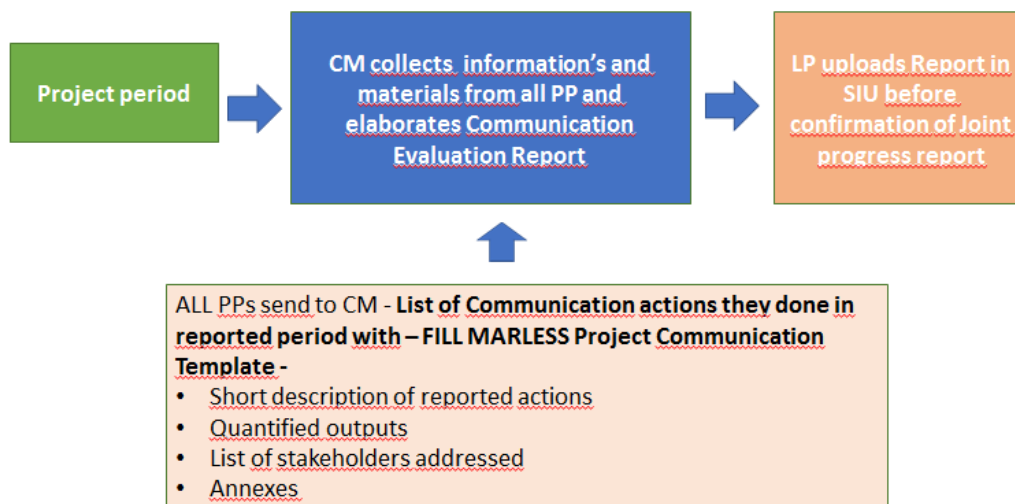 Project period
CM collects information's and
materials from all PP and
elaborates Communication
Evaluation Report
LP uploads Report in
SIU before
confirmation of Joint
progress report
ALL PPs send to CM - List of Communication actions they done in
reported period with – FILL MARLESS Project Communication
Template -
• Short description of reported actions
• Quantified outputs
• List of stakeholders addressed
• Annexes